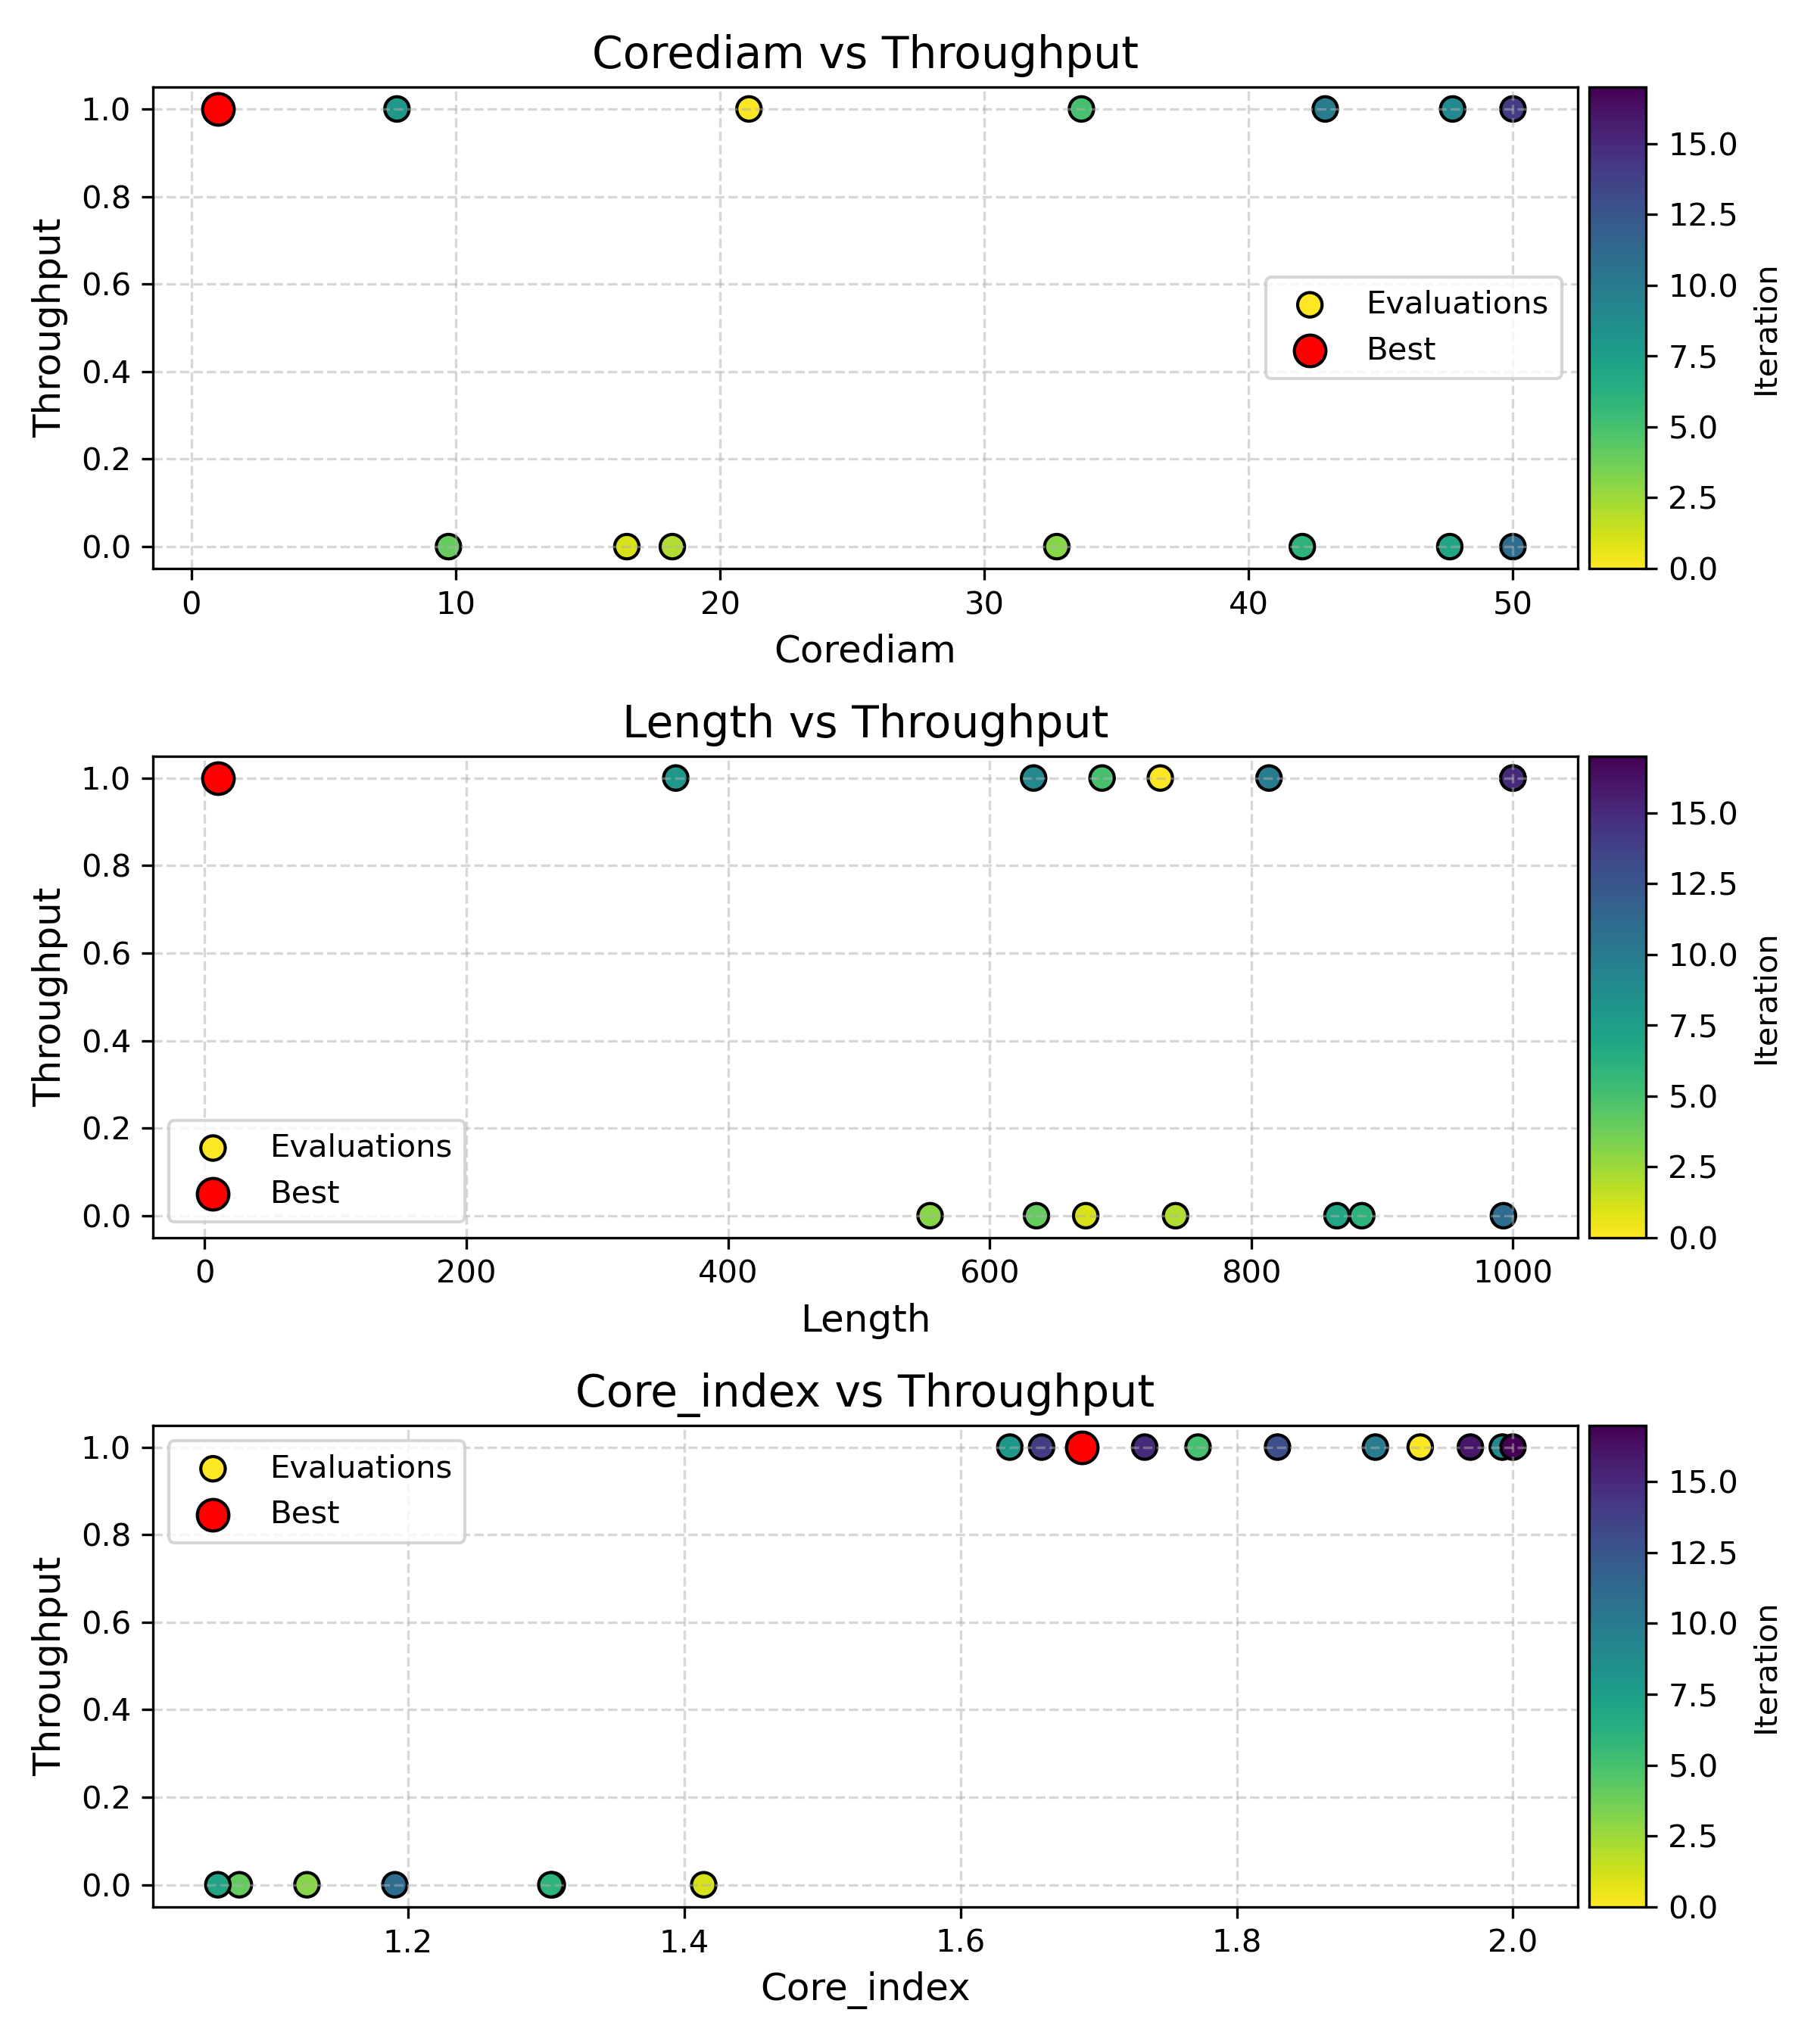 Corediam vs Throughput
1.0
0.8
0.6
0.4
0.2
0.0
Throughput
0 10 20 30 40 50
Corediam
Evaluations
Best
15.0
12.5
10.0
7.5
5.0
2.5
0.0
Iteration
Length vs Throughput
1.0
0.8
0.6
0.4
0.2
0.0
Throughput
0 200 400 600 800 1000
Length
Evaluations
Best
15.0
12.5
10.0
7.5
5.0
2.5
0.0
Iteration
Core_index vs Throughput
1.0
0.8
0.6
0.4
0.2
0.0
Throughput
1.2 1.4 1.6 1.8 2.0
Core_index
Evaluations
Best
15.0
12.5
10.0
7.5
5.0
2.5
0.0
Iteration